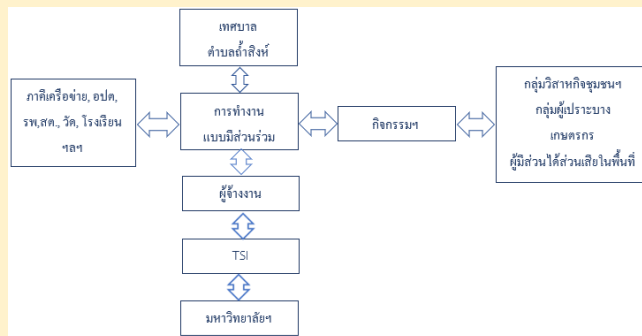 เทศบาล
ตำบลถ้ำสิงห์
ภาคีเครือข่าย, อปต,
รพ,สต., วัด, โรงเรียน
ฯลฯ
การทำงาน
แบบมีส่วนร่วม
กิจกรรมฯ
กลุ่มวิสาหกิจชุมชนฯ
กลุ่มผู้เปราะบาง
เกษตรกร
ผู้มีส่วนได้ส่วนเสียในพื้นที่
ผู้จ้างงาน
TSI
มหาวิทยาลัยฯ